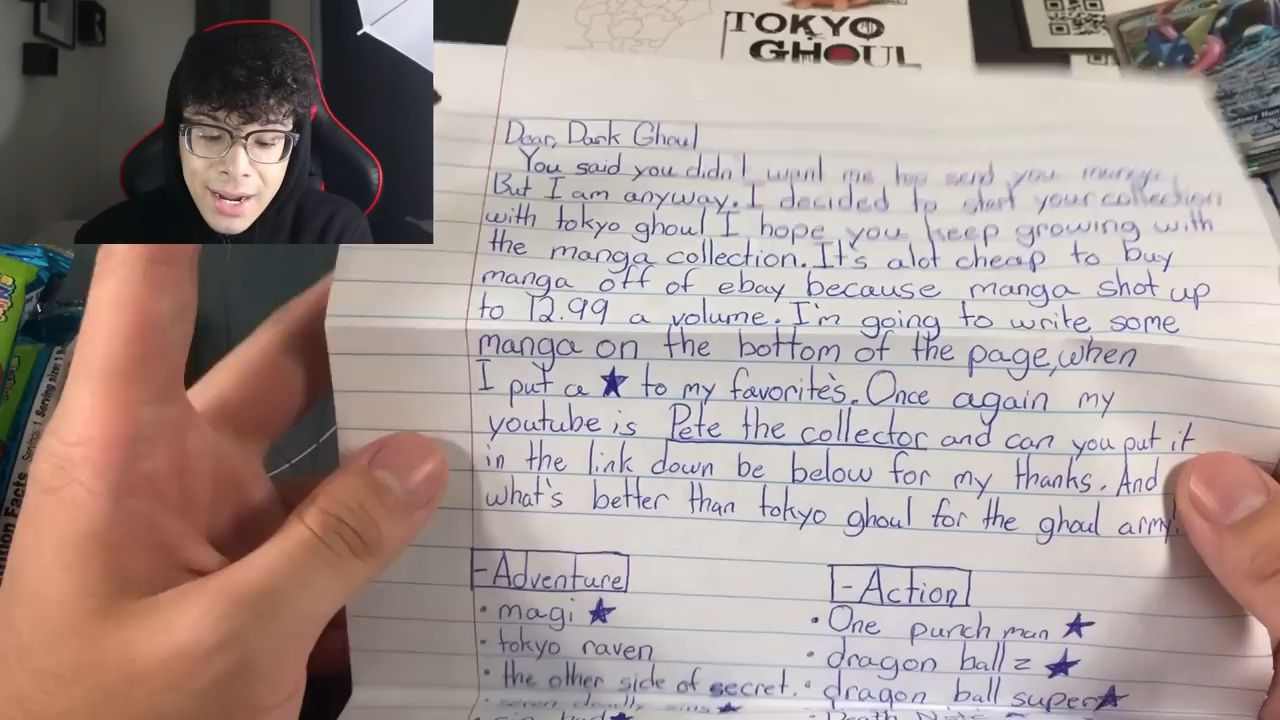 TOKYO
GHOUL
Dear, Dark Ghoul
You said you didn't want me too send you manga.
But I am anyway. I decided to start your collection
with tokyo ghoul I hope you keep growing with
the manga collection. It's alot cheap to buy
manga off of ebay because manga shot up
to 12.99 a volume. I'm going to write some
manga on the bottom of the page, when
I put a ★ to my favorite's. Once again my
youtube is Pete the collector and can you put it
in the link down be below for my thanks. And
what's better than tokyo ghoul for the ghoul army!
-Adventure
• magi ★
• tokyo raven
• the other side of secret.
-Action
• One punch man ★
• dragon ball z ★
• dragon ball super★
Death Note